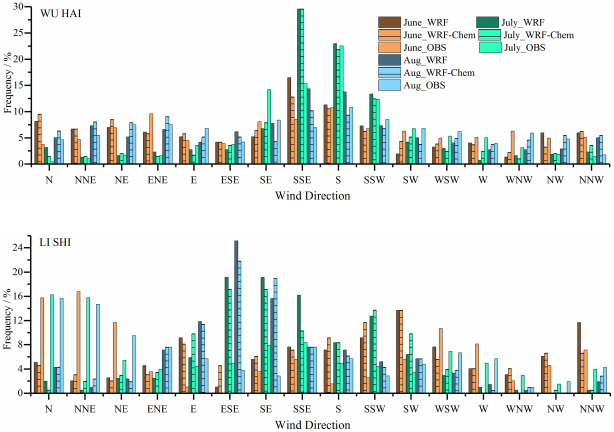 WU HAI
June_WRF July_WRF
June_WRF-Chem July_WRF-Chem
June_OBS July_OBS
Aug_WRF
Aug_WRF-Chem
Aug_OBS
Frequency / %
30
25
20
15
10
5
0
N NNE NE ENE E ESE SE SSE S SSW SW WSW W WNW NW NNW
Wind Direction
LI SHI
Frequency / %
24
20
16
12
8
4
0
N NNE NE ENE E ESE SE SSE S SSW SW WSW W WNW NW NNW
Wind Direction